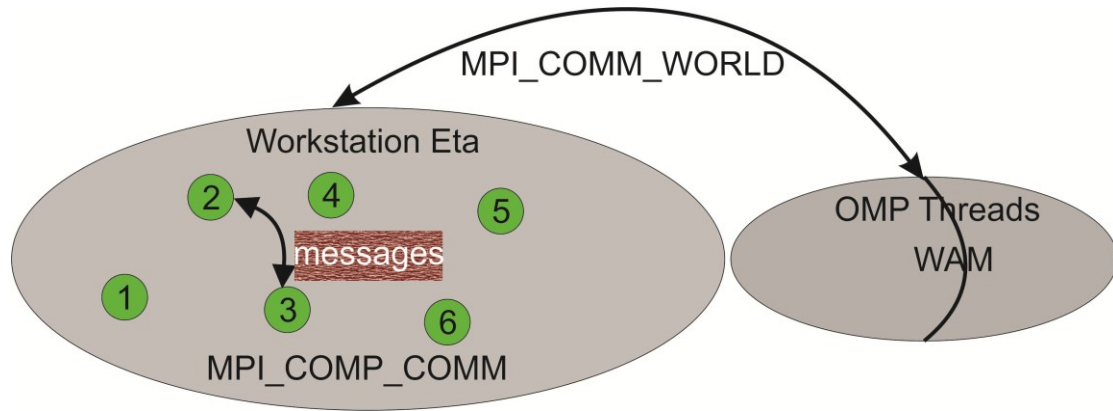 MPI_COMM_WORLD
Workstation Eta
2
4
5
messages
1
3
6
MPI_COMP_COMM
OMP Threads
WAM